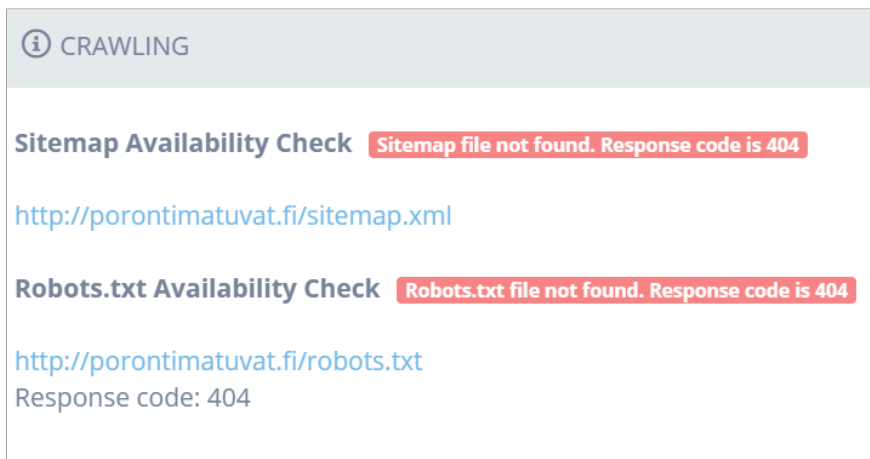 CRAWLING
Sitemap Availability Check Sitemap file not found. Response code is 404
http://porontimatuvat.fi/sitemap.xml
Robots.txt Availability Check Robots.txt file not found. Response code is 404
http://porontimatuvat.fi/robots.txt
Response code: 404